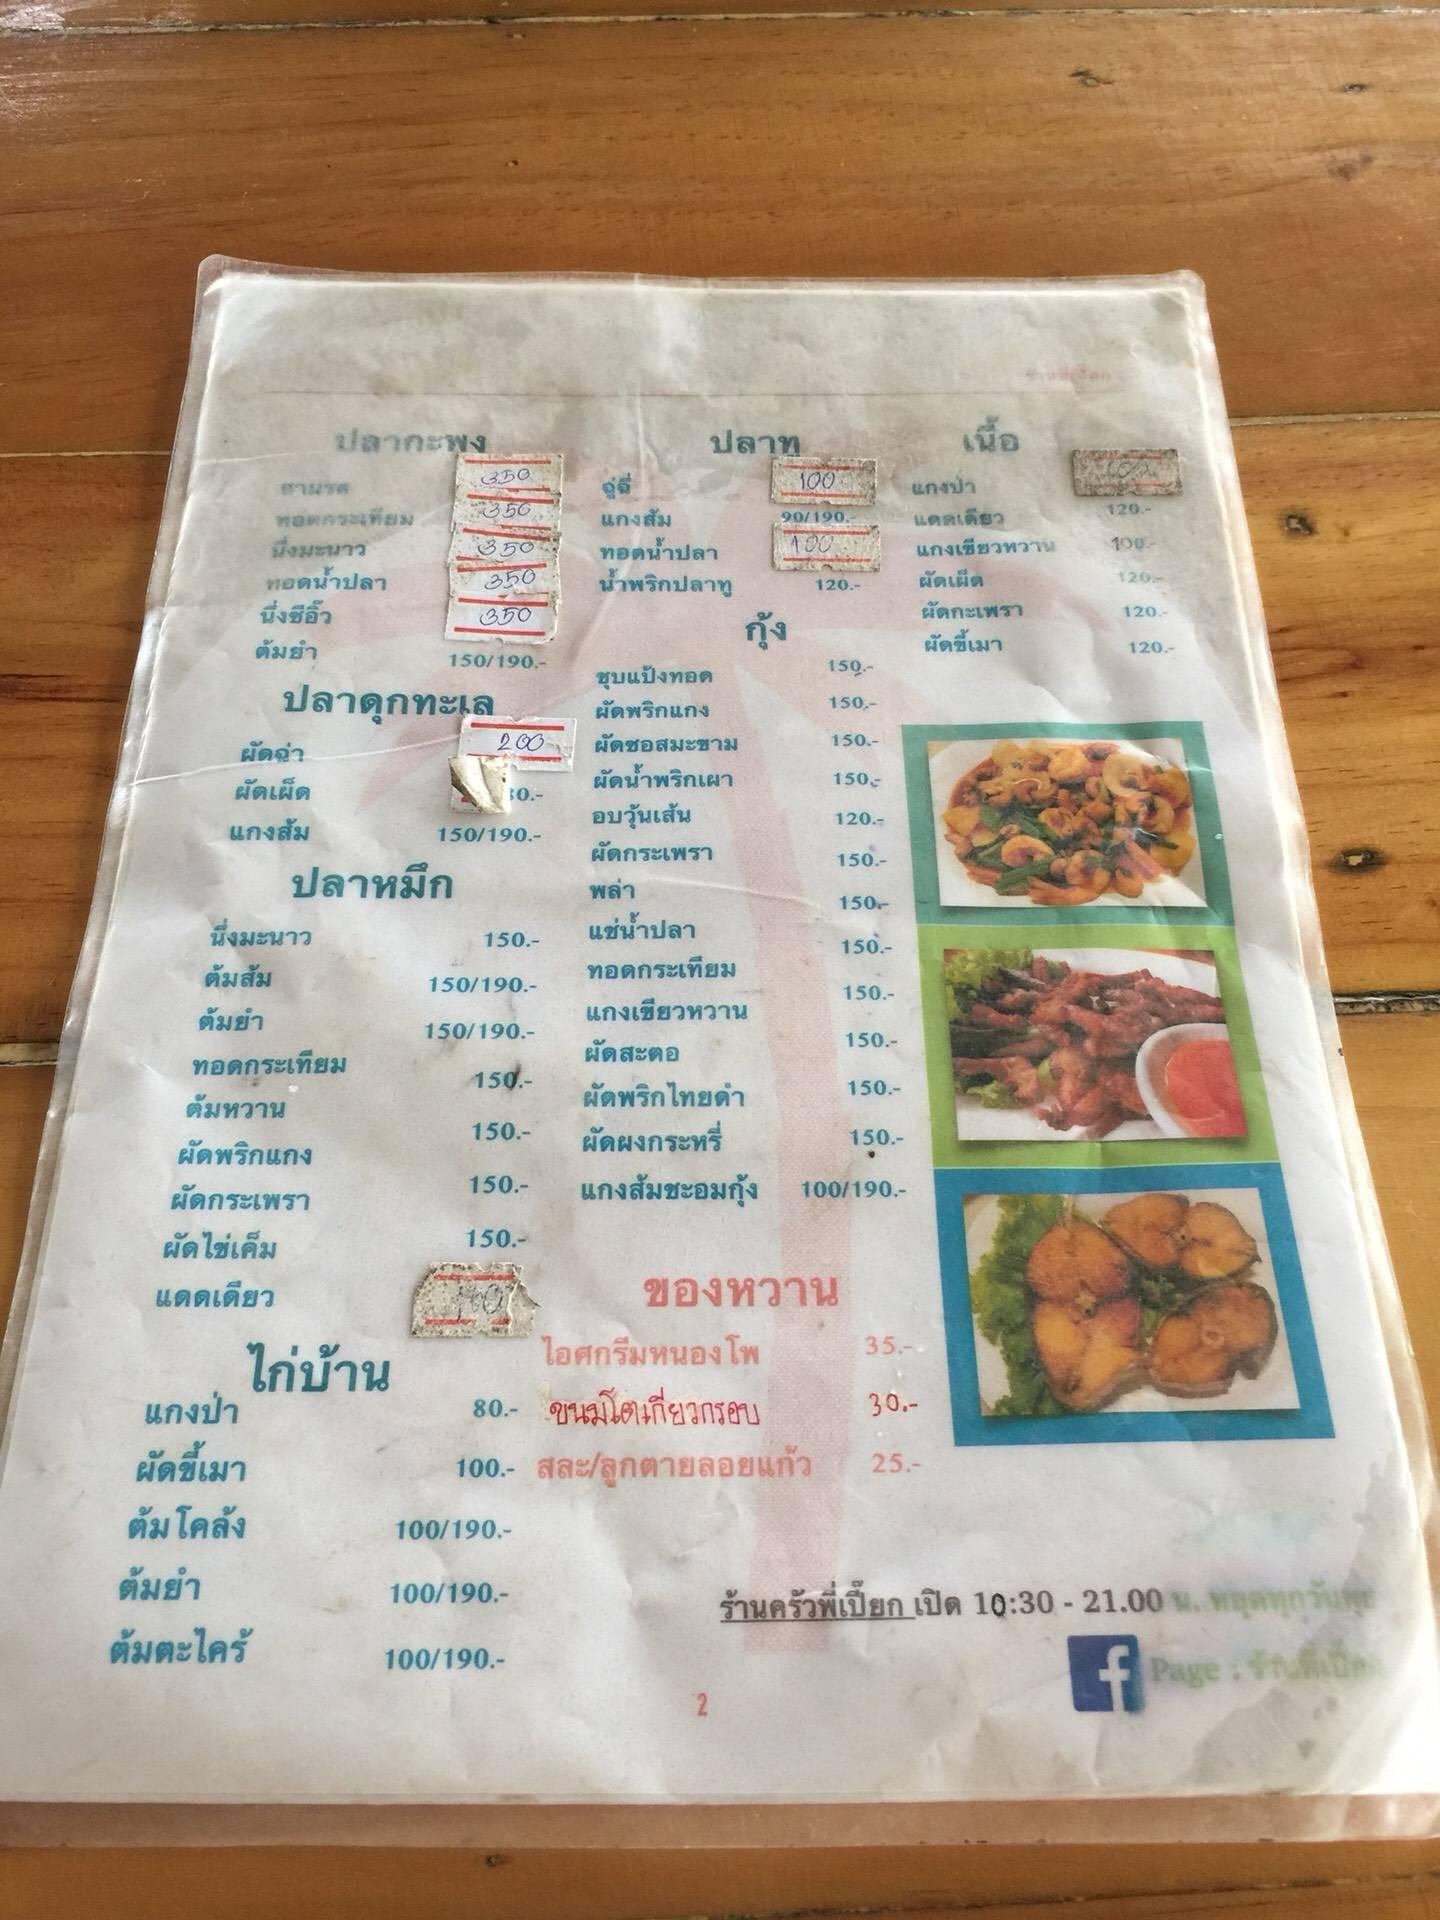 ปลากะพง
สามรส 350
ทอดกระเทียม 350
นึ่งมะนาว 350
ทอดน้ำปลา 350
นึ่งซีอิ๊ว 350
ต้มยำ 150/190.-
ปลาดุกทะเล
ผัดฉ่า 200
ผัดเผ็ด
แกงส้ม 150/190.-
ปลาหมึก
นึ่งมะนาว 150.-
ต้มส้ม 150/190.-
ต้มยำ 150/190.-
ทอดกระเทียม 150.-
ต้มหวาน 150.-
ผัดพริกแกง 150.-
ผัดกระเพรา 150.-
ผัดไข่เค็ม
แดดเดียว
ไก่บ้าน
แกงป่า 80.-
ผัดขี้เมา 100.-
ต้มโคล้ง 100/190.-
ต้มยำ 100/190.-
ต้มตะไคร้ 100/190.-
ปลาทู
ฉู่ฉี่ 100
แกงส้ม 90/190.-
ทอดน้ำปลา 100
น้ำพริกปลาทู 120.-
กุ้ง
ชุบแป้งทอด 150.-
ผัดพริกแกง 150.-
ผัดซอสมะขาม 150.-
ผัดน้ำพริกเผา 150.-
อบวุ้นเส้น 120.-
ผัดกระเพรา 150.-
พล่า 150.-
แช่น้ำปลา 150.-
ทอดกระเทียม 150.-
แกงเขียวหวาน 150.-
ผัดสะตอ 150.-
ผัดพริกไทยดำ 150.-
ผัดผงกระหรี่
แกงส้มชะอมกุ้ง 100/190.-
ของหวาน
ไอศกรีมหนองโพ 35.-
ขนมโตเกียวกรอบ 30.-
สละ/ลูกตายลอยแก้ว 25.-
เนื้อ
แกงป่า
แดดเดียว 120.-
แกงเขียวหวาน 100.-
ผัดเผ็ด 120.-
ผัดกะเพรา 120.-
ผัดขี้เมา 120.-
ร้านครัวพี่เปี๊ยก เปิด 10:30 - 21.00 น. หยุดทุกวันพุธ
Page :
2